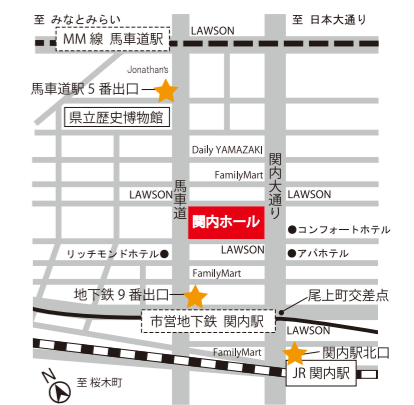 至 みなとみらい
至 日本大通り
LAWSON
MM線 馬車道駅
Jonathan's
馬車道駅5番出口
県立歴史博物館
Daily YAMAZAKI
FamilyMart
馬車道
関内大通り
LAWSON
LAWSON
関内ホール
コンフォートホテル
リッチモンドホテル
LAWSON
アパホテル
FamilyMart
地下鉄9番出口
尾上町交差点
市営地下鉄 関内駅
LAWSON
FamilyMart
関内駅北口
JR関内駅
N
至 桜木町